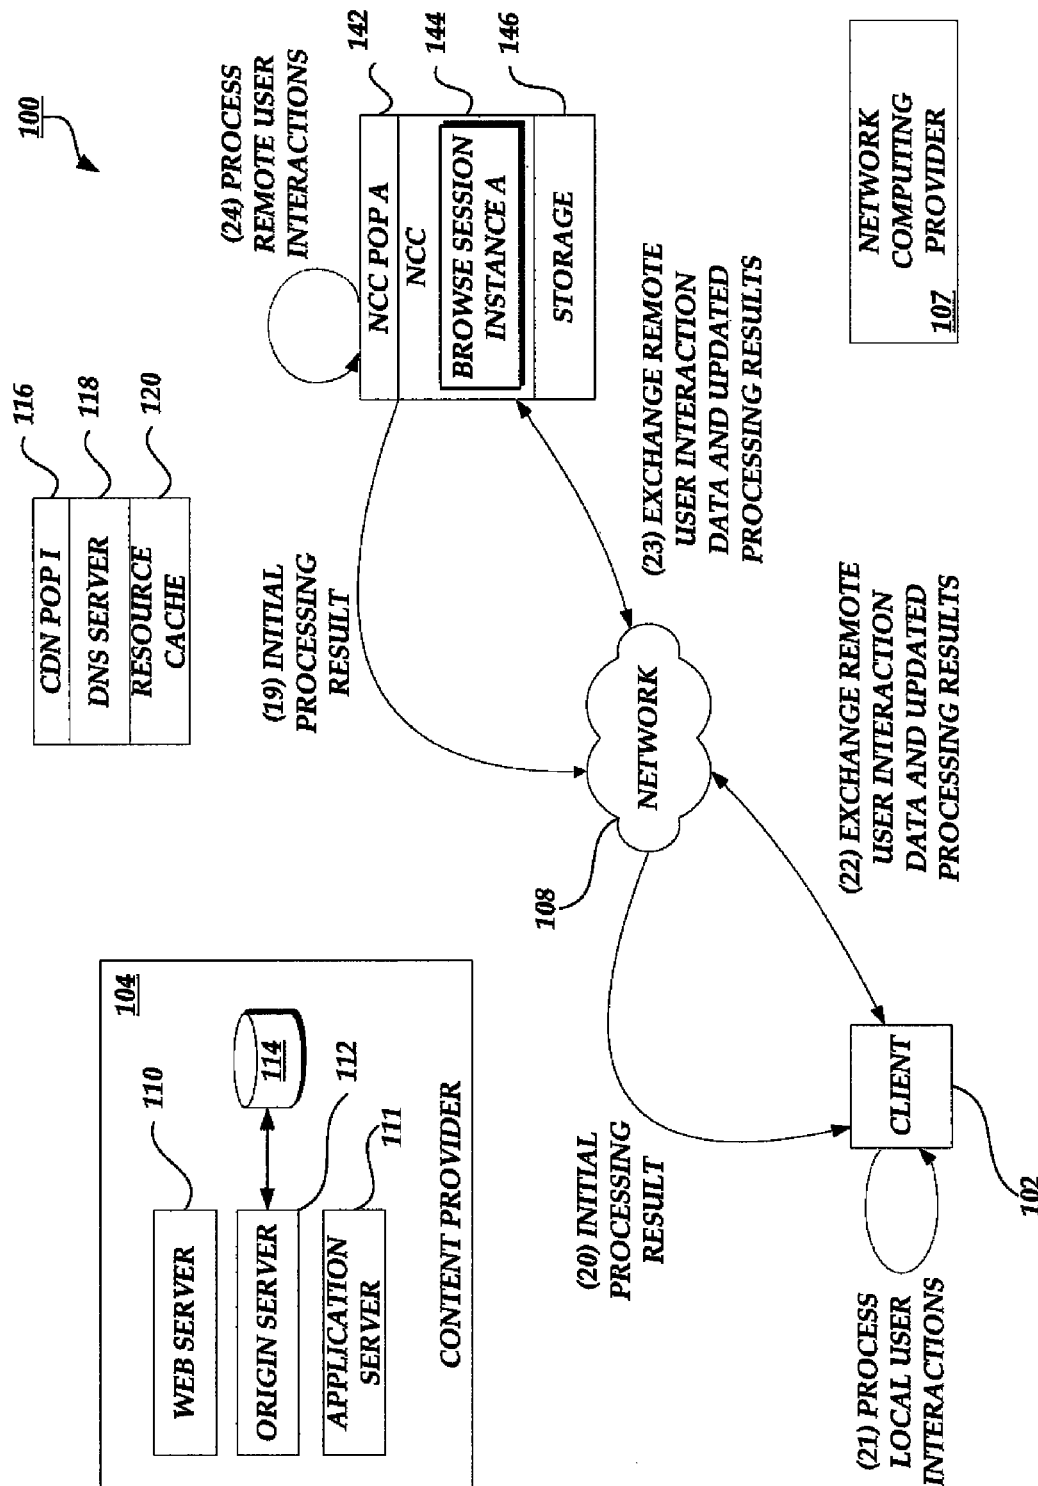 100
104
110
WEB SERVER
ORIGIN SERVER
114
112
APPLICATION
SERVER
111
CONTENT PROVIDER
CDN POP I
DNS SERVER
RESOURCE
CACHE
116
118
120
(24) PROCESS
REMOTE USER
INTERACTIONS
NCC POP A
NCC
BROWSE SESSION
INSTANCE A
STORAGE
142
144
146
(19) INITIAL
PROCESSING
RESULT
NETWORK
108
(23) EXCHANGE REMOTE
USER INTERACTION
DATA AND UPDATED
PROCESSING RESULTS
(20) INITIAL
PROCESSING
RESULT
(22) EXCHANGE REMOTE
USER INTERACTION
DATA AND UPDATED
PROCESSING RESULTS
CLIENT
102
(21) PROCESS
LOCAL USER
INTERACTIONS
NETWORK
COMPUTING
PROVIDER
107